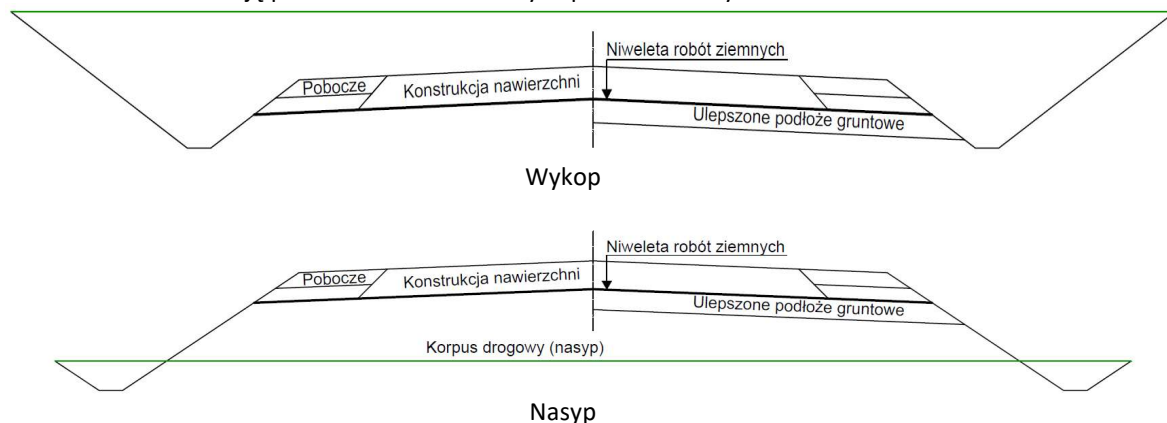 Niweleta robót ziemnych
Pobocze
Konstrukcja nawierzchni
Ulepszone podłoże gruntowe
Wykop
Niweleta robót ziemnych
Pobocze
Konstrukcja nawierzchni
Ulepszone podłoże gruntowe
Korpus drogowy (nasyp)
Nasyp